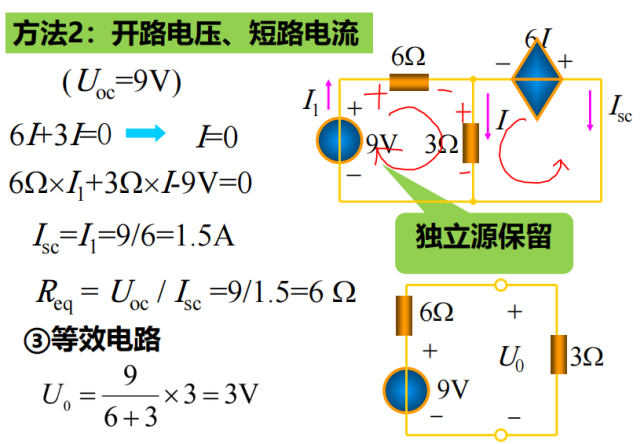 方法2：开路电压、短路电流
(Uoc=9V)
6I+3I=0 I=0
6Ω×I1+3Ω×I-9V=0
Isc=I1=9/6=1.5A
Req = Uoc / Isc =9/1.5=6 Ω
③等效电路
U0 = 9/(6+3) ×3 = 3V
6Ω
6I
− +
I1
+
9V
−
3Ω
I
Isc
+ −
+
-
独立源保留
6Ω
+
9V
−
+
U0
−
3Ω